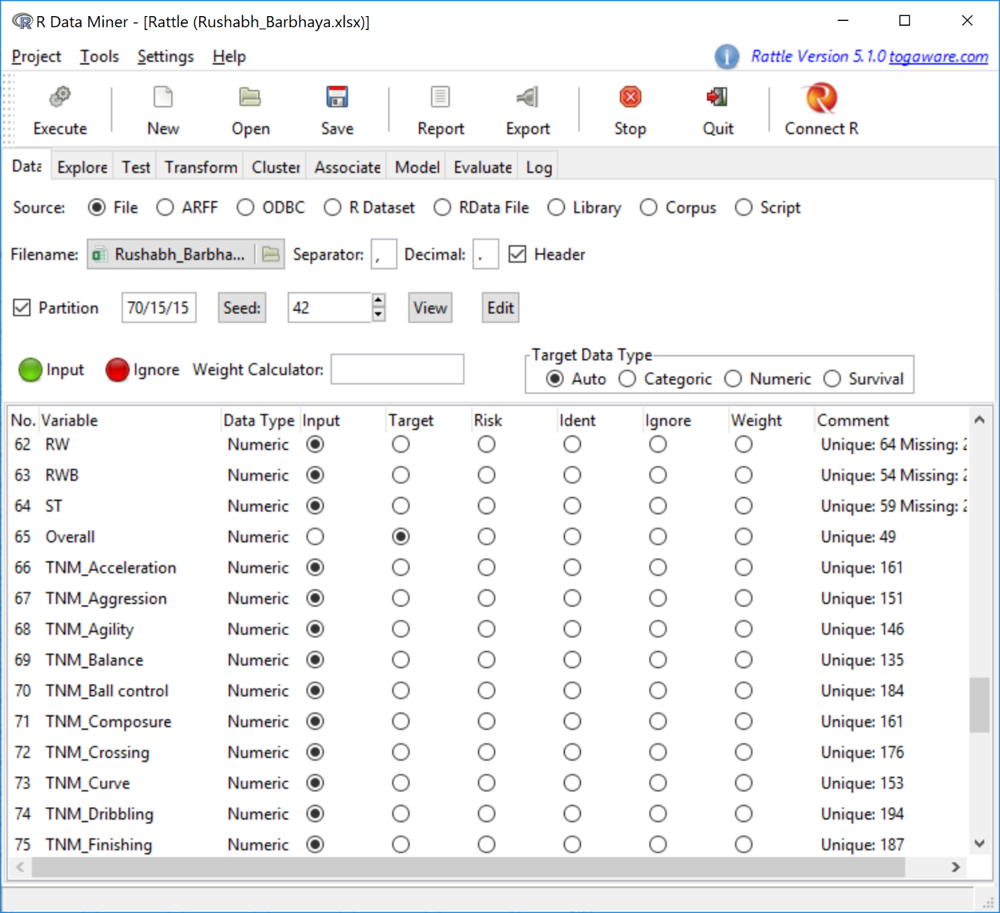 R Data Miner - [Rattle (Rushabh_Barbhaya.xlsx)]
Project Tools Settings Help Rattle Version 5.1.0 togaware.com
Execute New Open Save Report Export Stop Quit Connect R
Data Explore Test Transform Cluster Associate Model Evaluate Log
Source: File ARFF ODBC R Dataset RData File Library Corpus Script
Filename: Rushabh_Barbha... Separator: , Decimal: . Header
Partition 70/15/15 Seed: 42 View Edit
Target Data Type
Input Ignore Weight Calculator: Auto Categoric Numeric Survival
No. Variable Data Type Input Target Risk Ident Ignore Weight Comment
62 RW Numeric Unique: 64 Missing:
63 RWB Numeric Unique: 54 Missing:
64 ST Numeric Unique: 59 Missing:
65 Overall Numeric Unique: 49
66 TNM_Acceleration Numeric Unique: 161
67 TNM_Aggression Numeric Unique: 151
68 TNM_Agility Numeric Unique: 146
69 TNM_Balance Numeric Unique: 135
70 TNM_Ball control Numeric Unique: 184
71 TNM_Composure Numeric Unique: 161
72 TNM_Crossing Numeric Unique: 176
73 TNM_Curve Numeric Unique: 153
74 TNM_Dribbling Numeric Unique: 194
75 TNM_Finishing Numeric Unique: 187